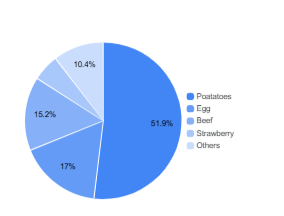 10.4%
15.2%
51.9%
17%
Poatatoes
Egg
Beef
Strawberry
Others